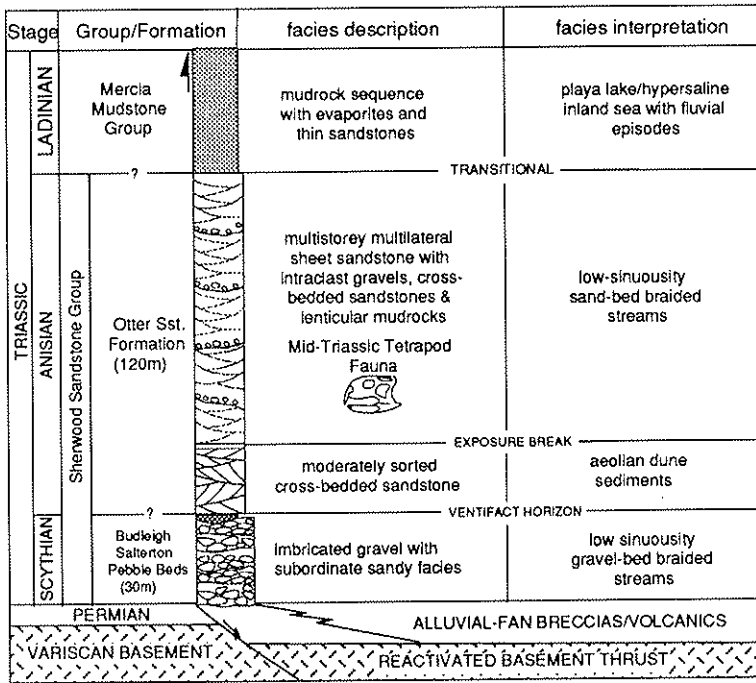 Stage Group/Formation facies description facies interpretation
TRIASSIC
LADINIAN
Mercia
Mudstone
Group
mudrock sequence
with evaporites and
thin sandstones
playa lake/hypersaline
inland sea with fluvial
episodes
?
TRANSITIONAL
ANISIAN
Sherwood Sandstone Group
Otter Sst.
Formation
(120m)
multistorey multilateral
sheet sandstone with
intraclast gravels, cross-
bedded sandstones &
lenticular mudrocks
Mid-Triassic Tetrapod
Fauna
low-sinuousity
sand-bed braided
streams
EXPOSURE BREAK
moderately sorted
cross-bedded sandstone
aeolian dune
sediments
?
VENTIFACT HORIZON
SCYTHIAN
Budleigh
Salterton
Pebble Beds
(30m)
imbricated gravel with
subordinate sandy facies
low sinuousity
gravel-bed braided
streams
PERMIAN
ALLUVIAL-FAN BRECCIAS/VOLCANICS
VARISCAN BASEMENT
REACTIVATED BASEMENT THRUST